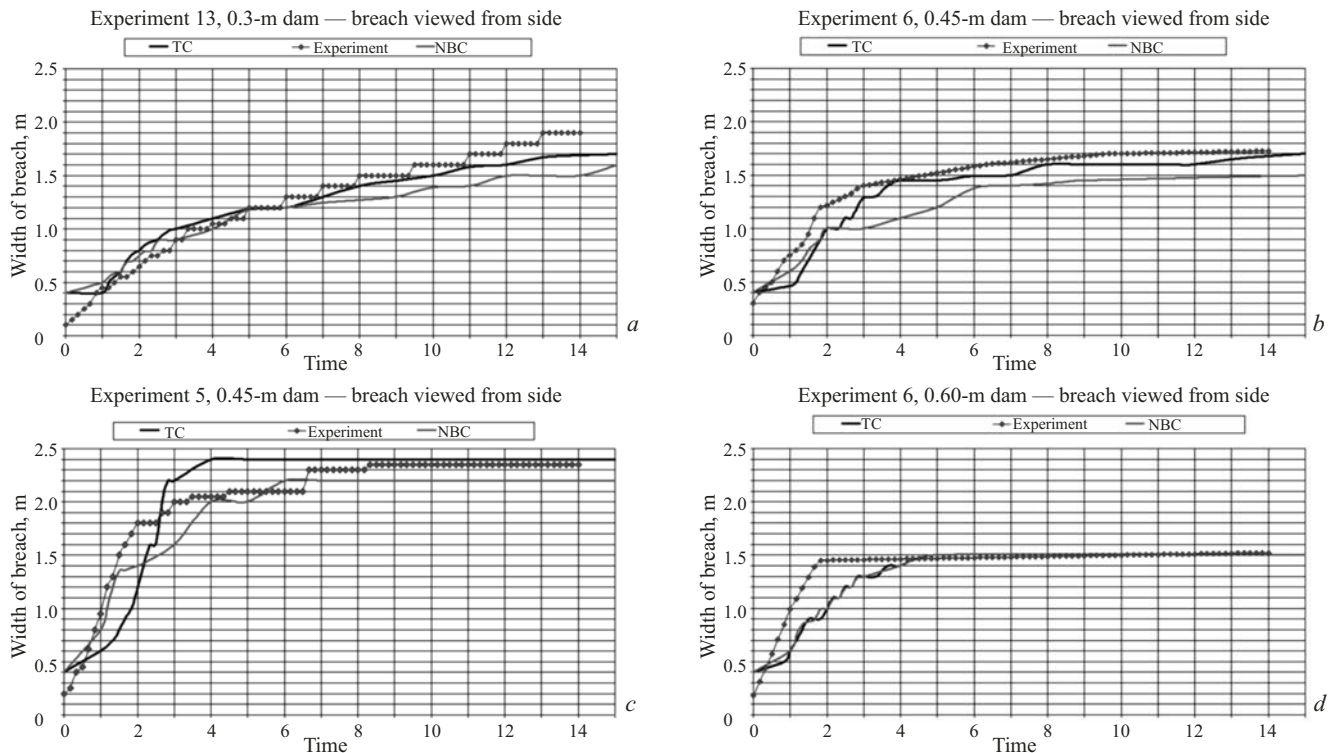 Experiment 13, 0.3-m dam — breach viewed from side
TC Experiment NBC
2.5
2.0
1.5
1.0
0.5
0
Width of breach, m
0 2 4 6 8 10 12 14
Time
a
Experiment 6, 0.45-m dam — breach viewed from side
TC Experiment NBC
2.5
2.0
1.5
1.0
0.5
0
Width of breach, m
0 2 4 6 8 10 12 14
Time
b
Experiment 5, 0.45-m dam — breach viewed from side
TC Experiment NBC
2.5
2.0
1.5
1.0
0.5
0
Width of breach, m
0 2 4 6 8 10 12 14
Time
c
Experiment 6, 0.60-m dam — breach viewed from side
TC Experiment NBC
2.5
2.0
1.5
1.0
0.5
0
Width of breach, m
0 2 4 6 8 10 12 14
Time
d